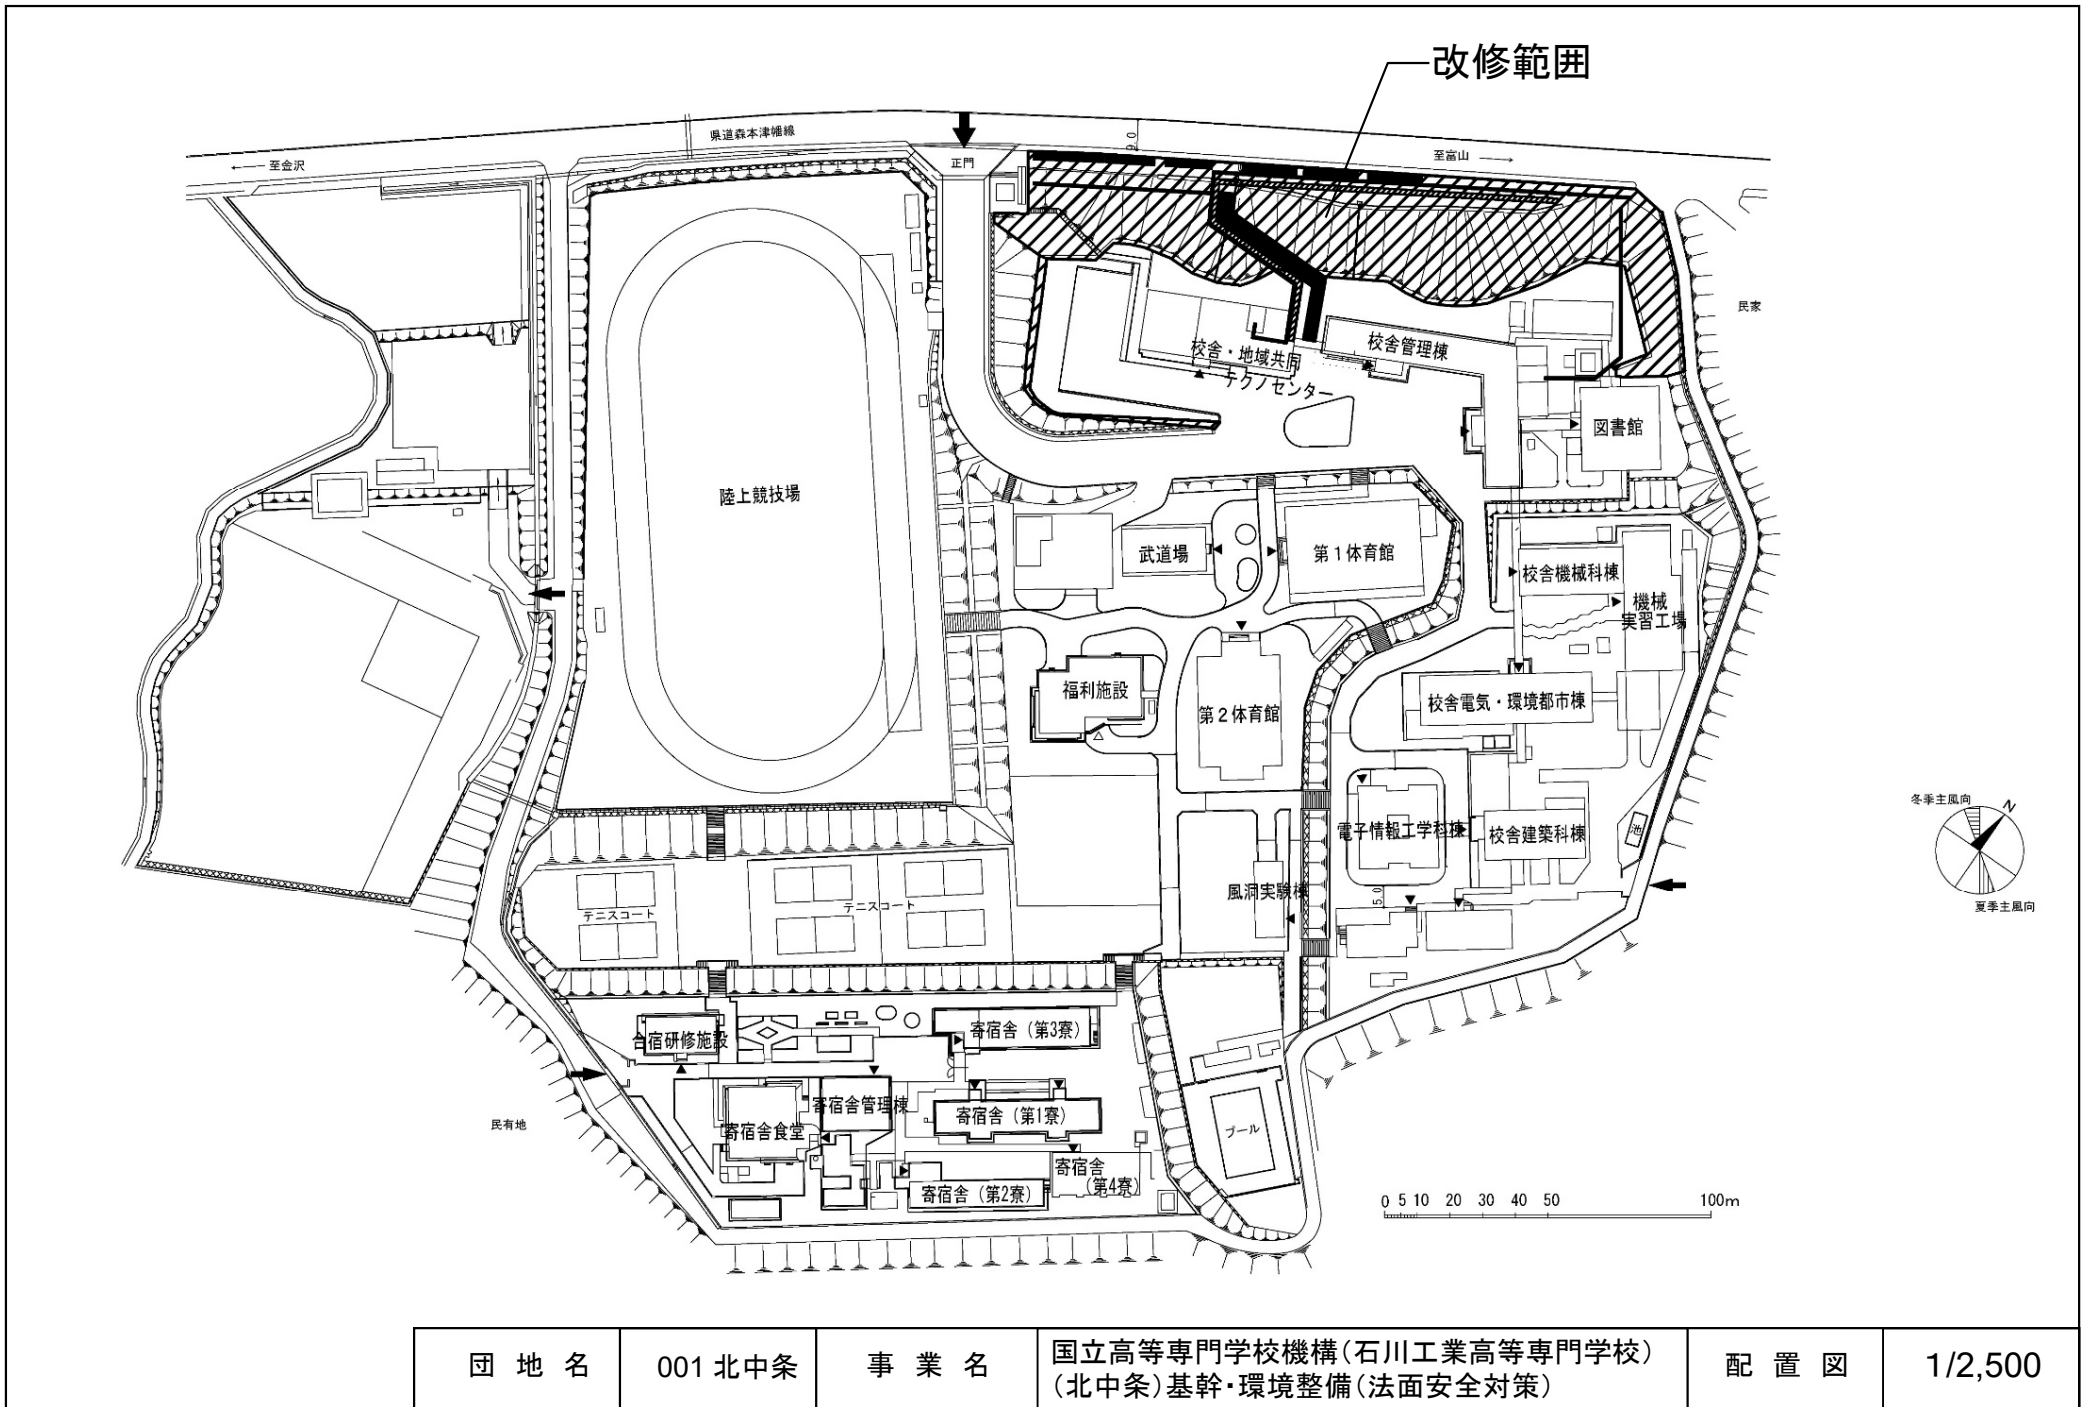 改修範囲
県道森本津幡線
9.0
←至金沢
正門
至富山→
民家
校舎管理棟
校舎・地域共同
テクノセンター
図書館
陸上競技場
武道場
第1体育館
校舎機械科棟
機械
実習工場
福利施設
第2体育館
校舎電気・環境都市棟
電子情報工学科棟
校舎建築科棟
池
冬季主風向
N
夏季主風向
風洞実験棟
5.0
テニスコート
テニスコート
合宿研修施設
寄宿舎（第3寮）
寄宿舎管理棟
寄宿舎（第1寮）
寄宿舎食堂
民有地
プール
寄宿舎
（第4寮）
寄宿舎（第2寮）
0 5 10 20 30 40 50 100m
団地名
001 北中条
事業名
国立高等専門学校機構（石川工業高等専門学校）
（北中条）基幹・環境整備（法面安全対策）
配置図
1/2,500